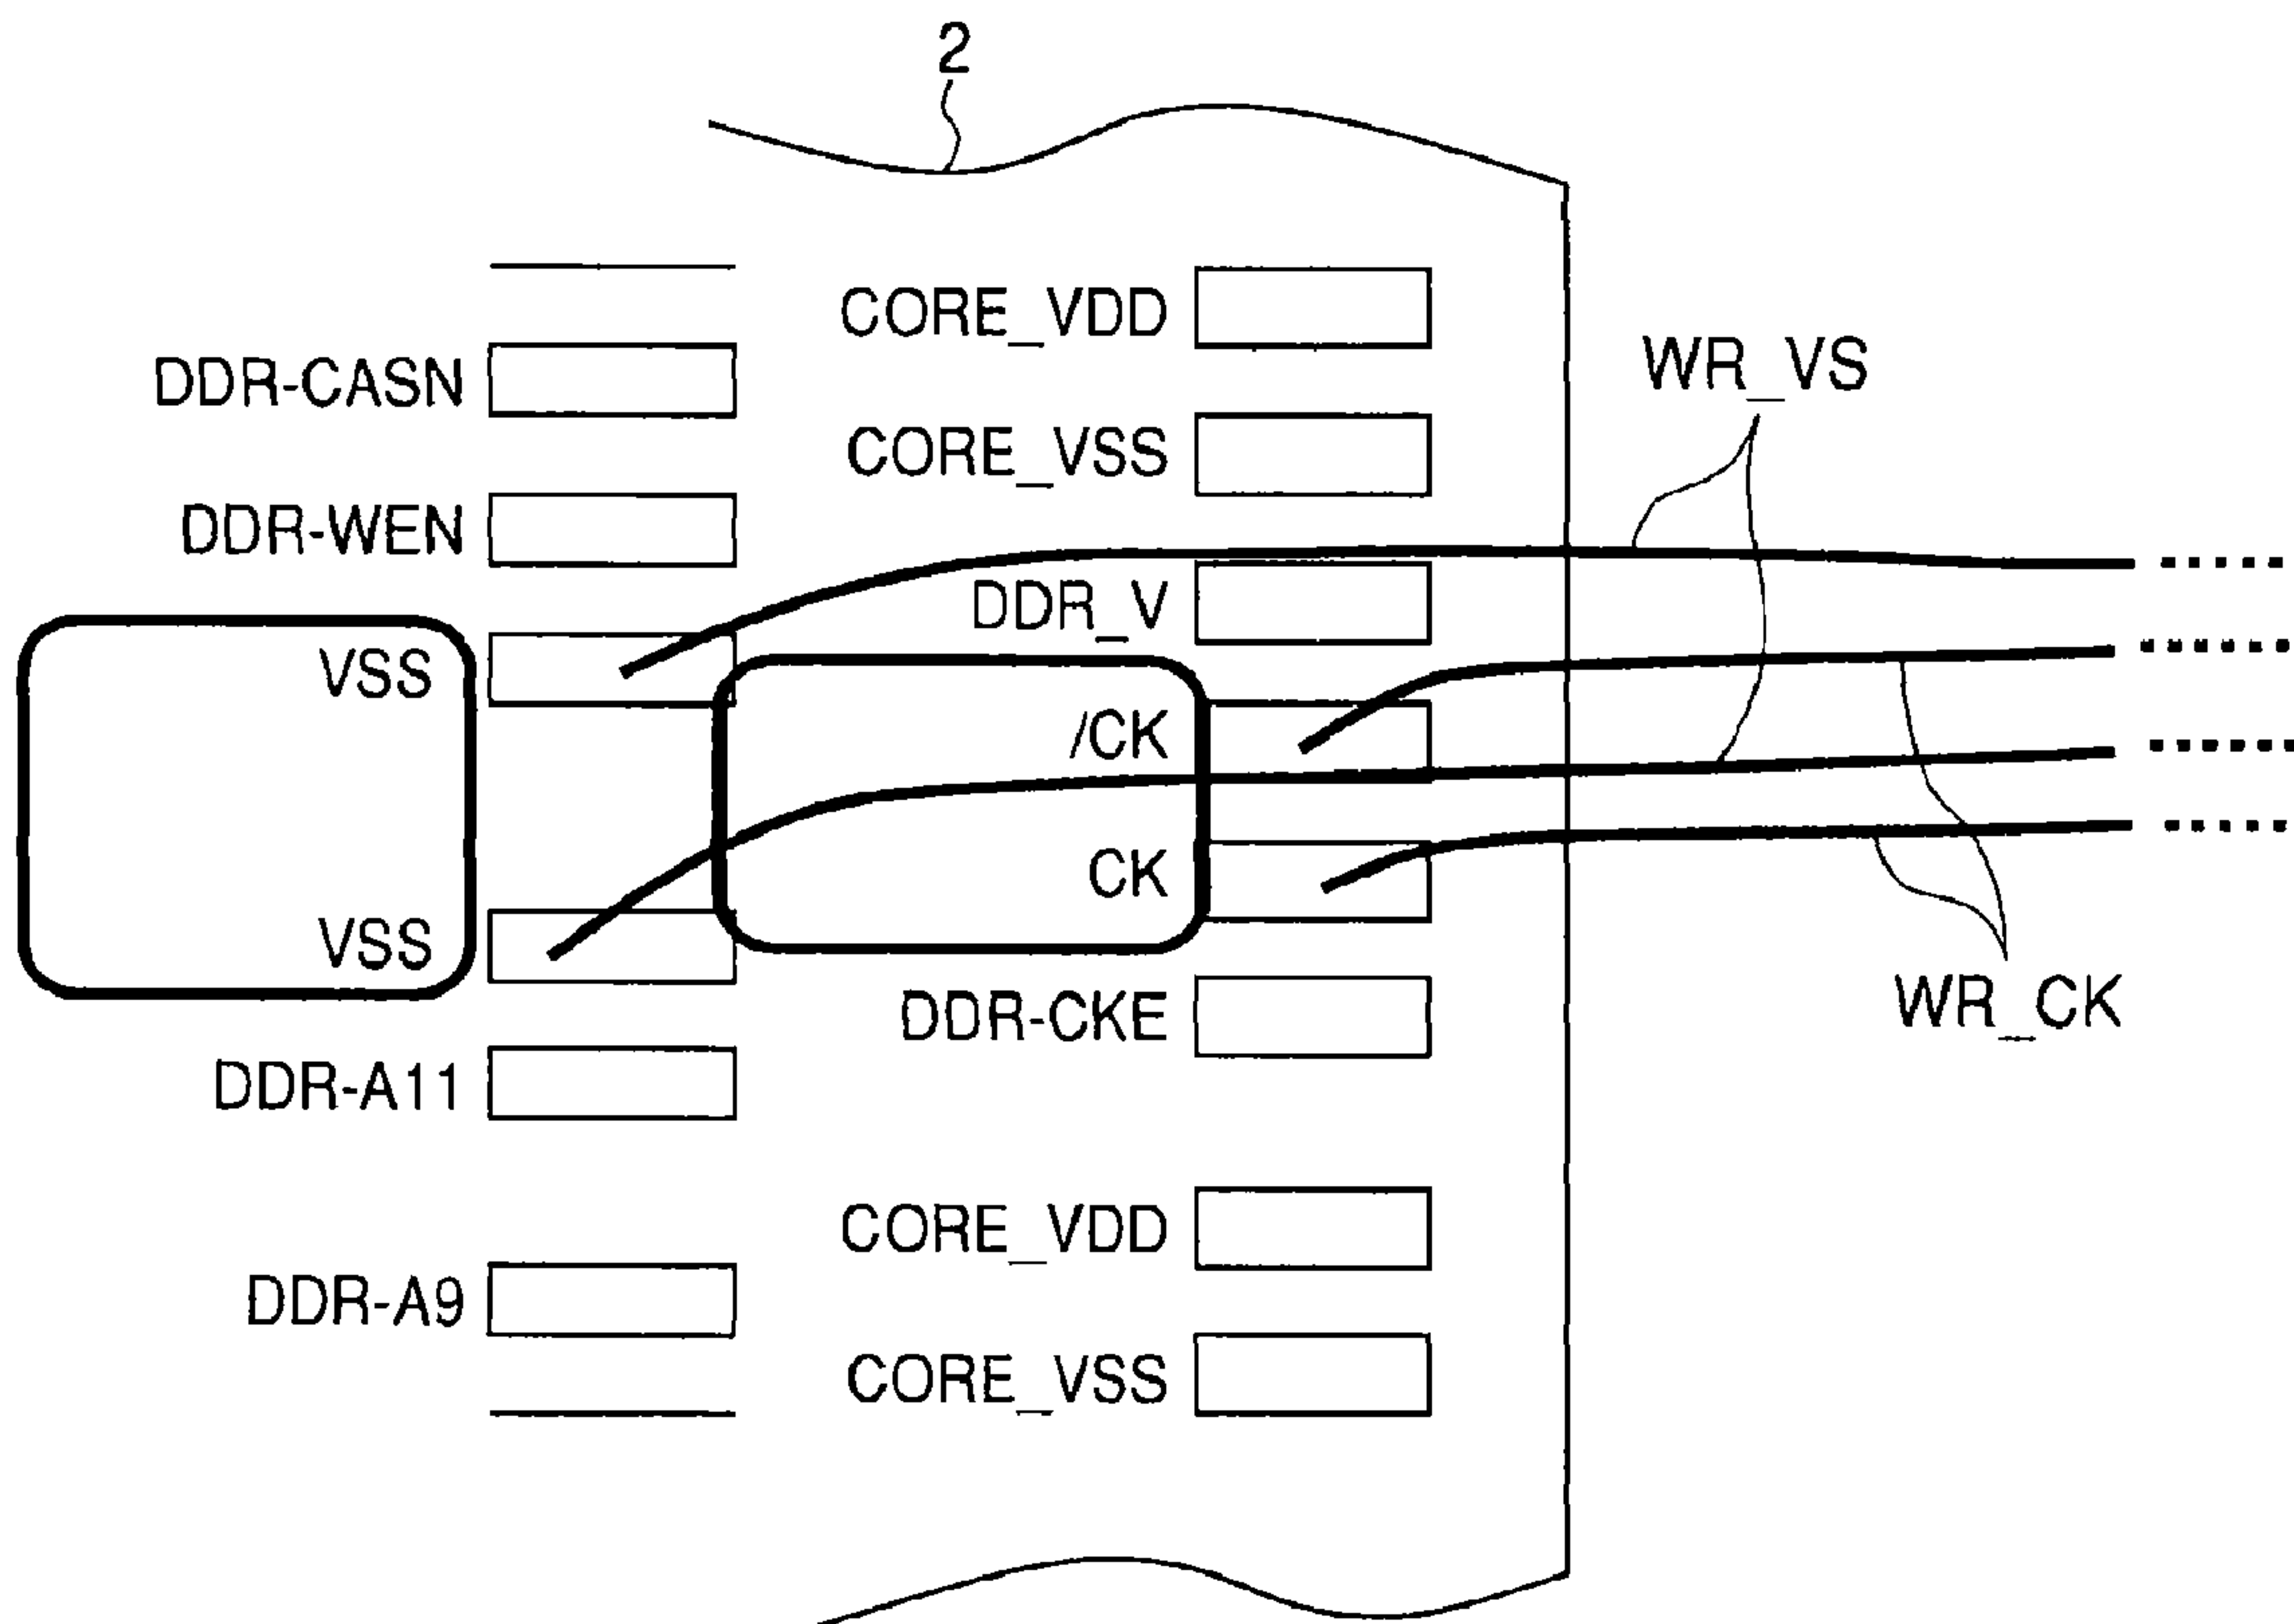 2
CORE_VDD
DDR-CASN
WR_VS
CORE_VSS
DDR-WEN
DDR_V
VSS
/CK
CK
VSS
DDR-CKE
WR_CK
DDR-A11
CORE_VDD
DDR-A9
CORE_VSS